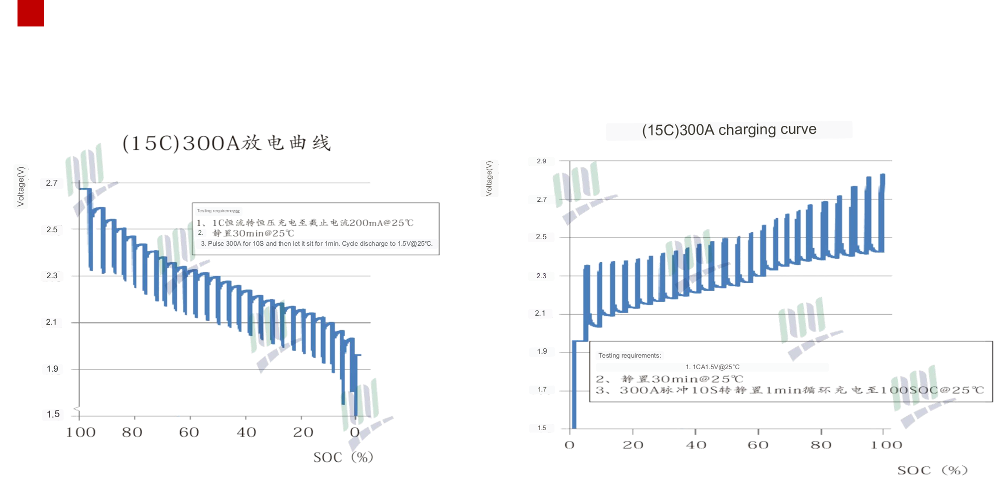 (15C)300A放电曲线
Voltage(V)
2.7
2.5
2.3
2.1
1.9
1.5
Testing requirements:
1、1C恒流转恒压充电至截止电流200mA@25℃
2. 静置30min@25℃
3. Pulse 300A for 10S and then let it sit for 1min. Cycle discharge to 1.5V@25℃.
100 80 60 40 20 0
SOC (%)
(15C)300A charging curve
Voltage(V)
2.9
2.7
2.5
2.3
2.1
1.9
1.7
1.5
Testing requirements:
1. 1CA1.5V@25℃
2、静置30min@25℃
3、300A脉冲10S转静置1min循环充电至100SOC@25℃
0 20 40 60 80 100
SOC (%)